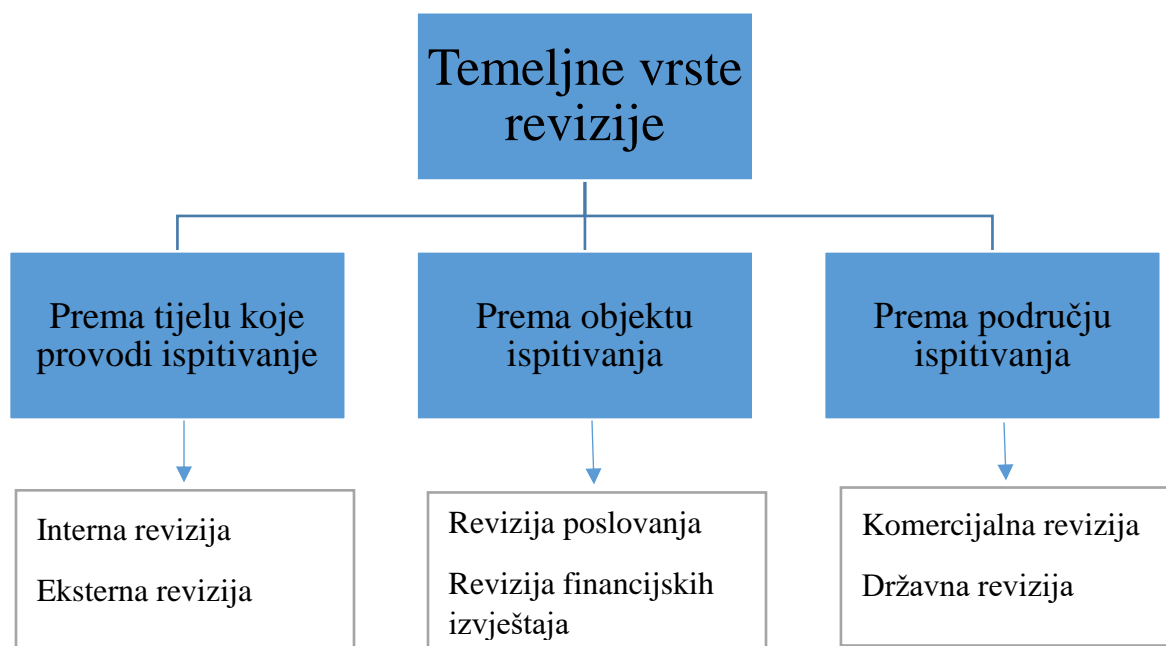 Temeljne vrste
revizije
Prema tijelu koje
provodi ispitivanje
Prema objektu
ispitivanja
Prema području
ispitivanja
Interna revizija
Eksterna revizija
Revizija poslovanja
Revizija financijskih
izvještaja
Komercijalna revizija
Državna revizija